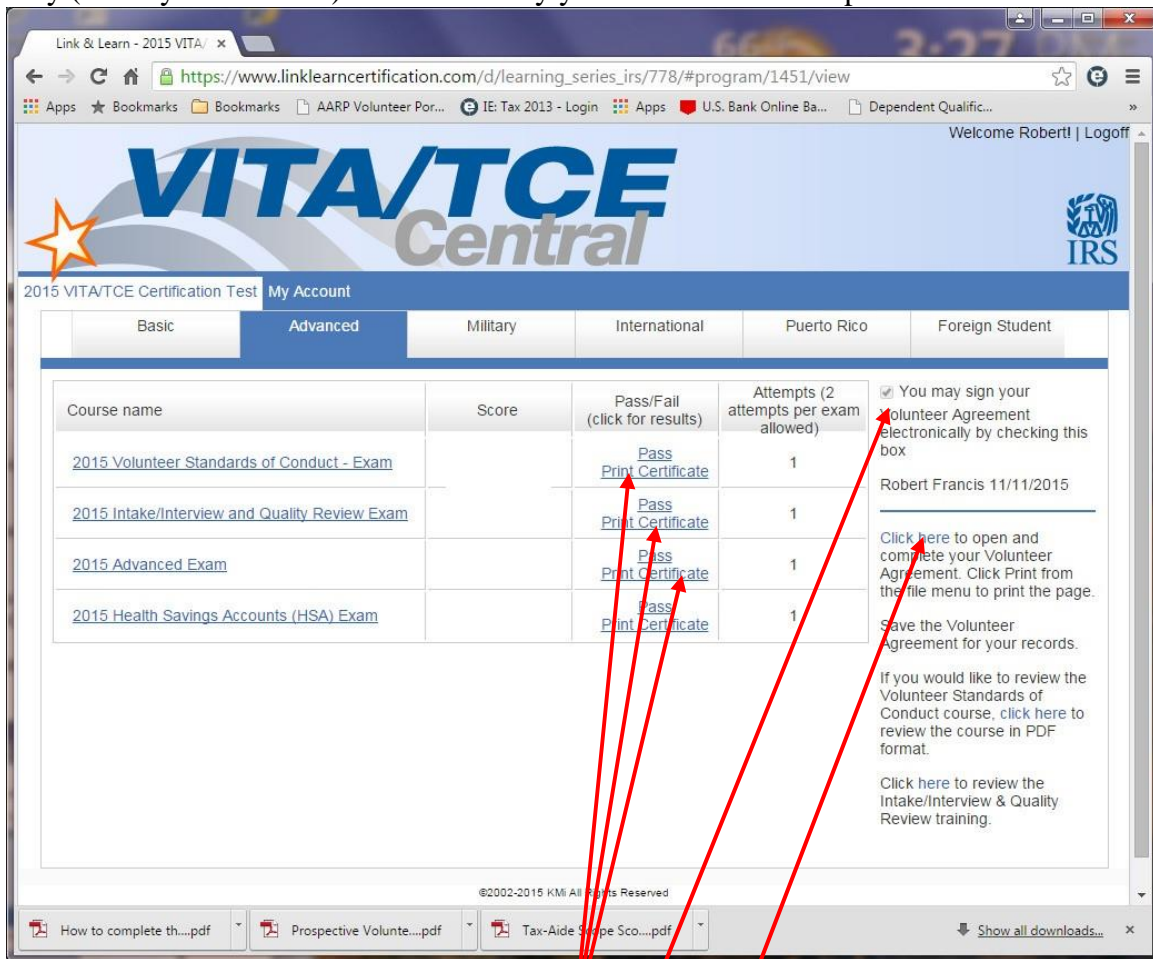 Link & Learn - 2015 VITA/
https://www.linklearncertification.com/d/learning_series_irs/778/#program/1451/view
Apps Bookmarks Bookmarks AARP Volunteer Por... IE: Tax 2013 - Login Apps U.S. Bank Online Ba... Dependent Qualific... »
Welcome Robert! | Logoff
VITA/TCE
Central
IRS
2015 VITA/TCE Certification Test My Account
Basic Advanced Military International Puerto Rico Foreign Student
Course name Score Pass/Fail
(click for results)
Attempts (2
attempts per exam
allowed)
2015 Volunteer Standards of Conduct - Exam
Pass
Print Certificate
1
2015 Intake/Interview and Quality Review Exam
Pass
Print Certificate
1
2015 Advanced Exam
Pass
Print Certificate
1
2015 Health Savings Accounts (HSA) Exam
Pass
Print Certificate
1
You may sign your
Volunteer Agreement
electronically by checking this
box
Robert Francis 11/11/2015
Click here to open and
complete your Volunteer
Agreement. Click Print from
the file menu to print the page.
Save the Volunteer
Agreement for your records.
If you would like to review the
Volunteer Standards of
Conduct course, click here to
review the course in PDF
format.
Click here to review the
Intake/Interview & Quality
Review training.
©2002-2015 KMi All Rights Reserved
How to complete th....pdf Prospective Volunte....pdf Tax-Aide Scope Sco....pdf Show all downloads...